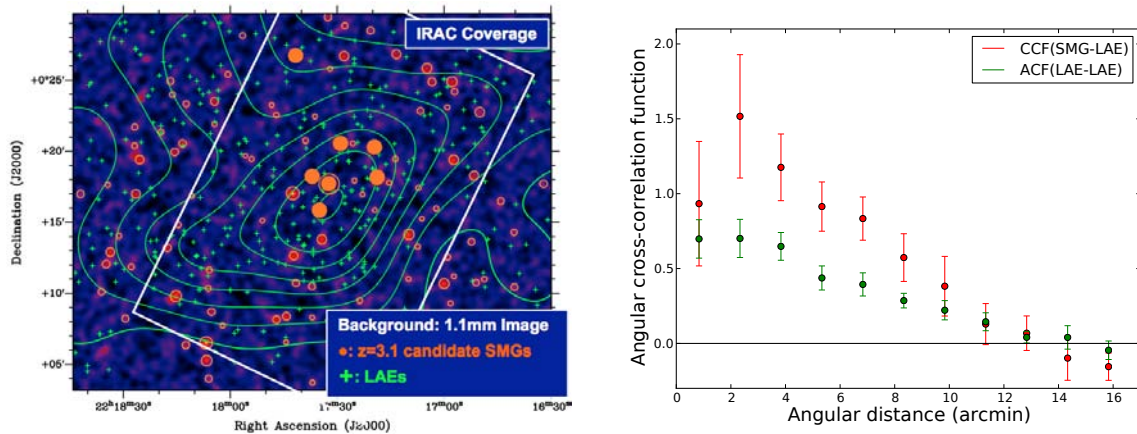 IRAC Coverage
Declination (J2000)
+0°25'
+20'
+15'
+10'
+05'
Background: 1.1mm Image
: z=3.1 candidate SMGs
+: LAEs
22ʰ18ᵐ30ˢ
18ᵐ00ˢ
17ᵐ30ˢ
17ᵐ00ˢ
16ᵐ30ˢ
Right Ascension (J2000)
Angular cross-correlation function
2.0
1.5
1.0
0.5
0.0
CCF(SMG-LAE)
ACF(LAE-LAE)
0
2
4
6
8
10
12
14
16
Angular distance (arcmin)